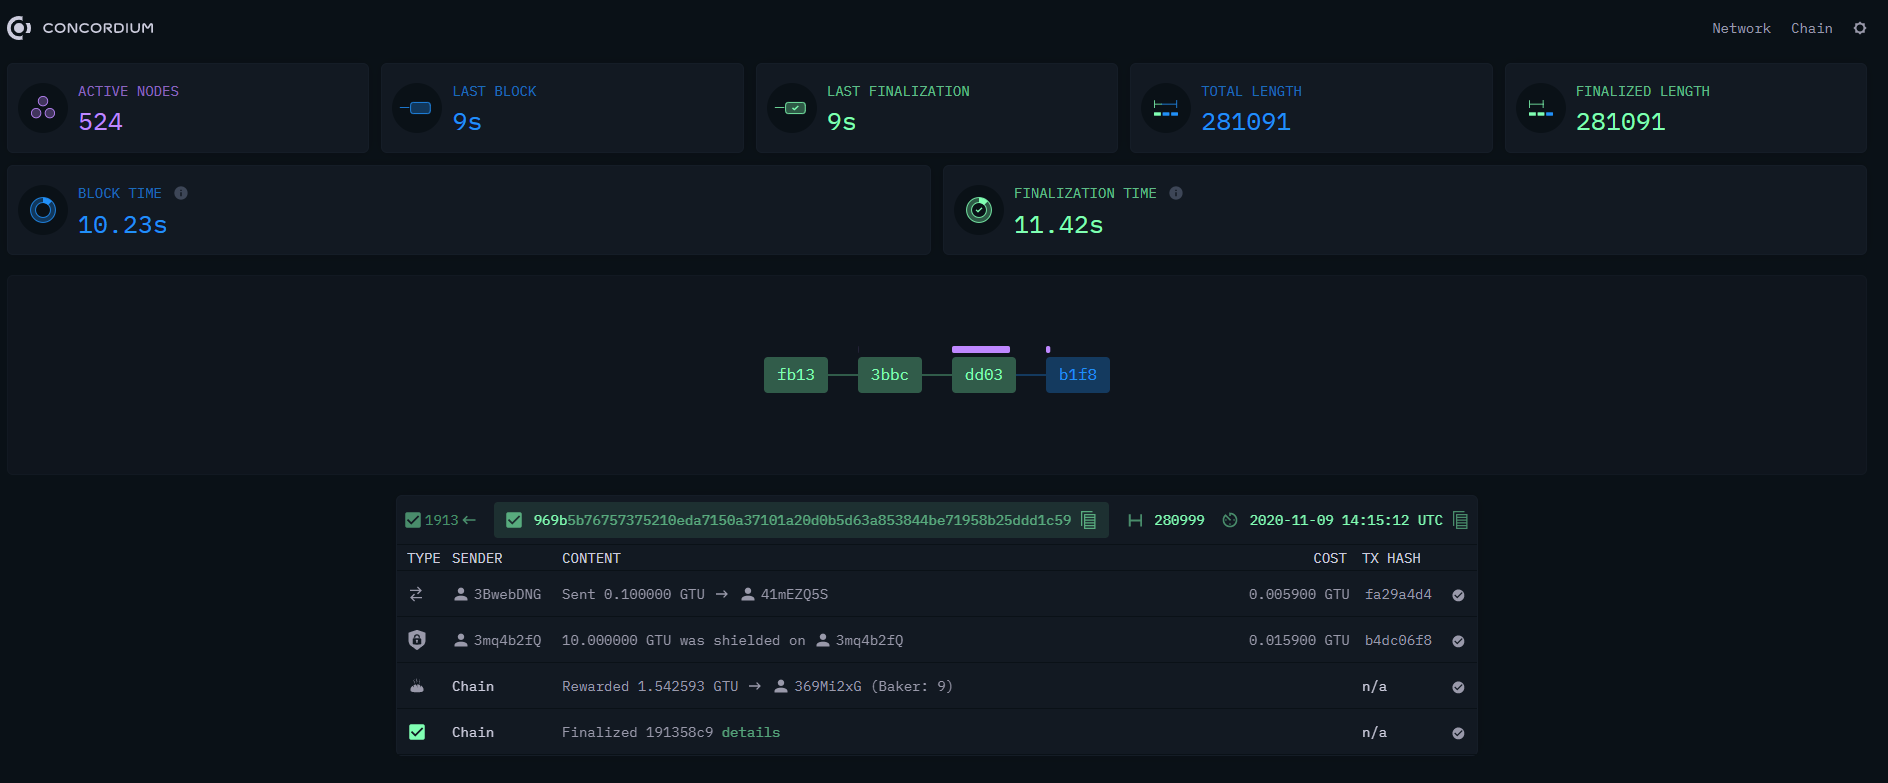 CONCORDIUM
Network Chain
ACTIVE NODES
524
LAST BLOCK
9s
LAST FINALIZATION
9s
TOTAL LENGTH
281091
FINALIZED LENGTH
281091
BLOCK TIME
10.23s
FINALIZATION TIME
11.42s
fb13 3bbc dd03 b1f8
1913 969b5b76757375210eda7150a37101a20d0b5d63a853844be71958b25ddd1c59 280999 2020-11-09 14:15:12 UTC
TYPE SENDER CONTENT COST TX HASH
3BwebDNG Sent 0.100000 GTU → 41mEZQ5S 0.005900 GTU fa29a4d4
3mq4b2fQ 10.000000 GTU was shielded on 3mq4b2fQ 0.015900 GTU b4dc06f8
Chain Rewarded 1.542593 GTU → 369Mi2xG (Baker: 9) n/a
Chain Finalized 191358c9 details n/a